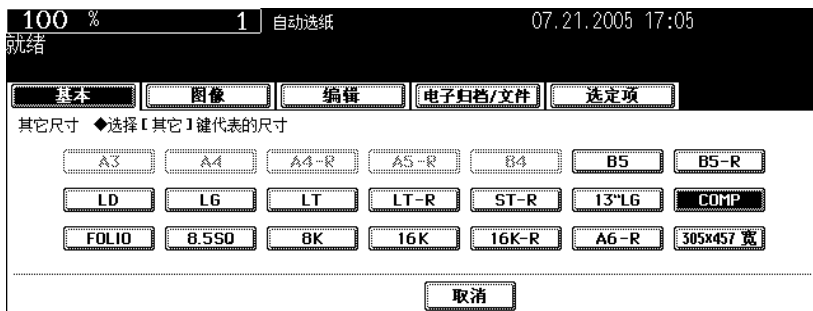 100 % 1 自动选纸 07.21.2005 17:05
就绪
基本 图像 编辑 电子归档/文件 选定项
其它尺寸 ◆选择【其它】键代表的尺寸
A3 A4 A4-R A5-R B4 B5 B5-R
LD LG LT LT-R ST-R 13"LG COMP
FOLIO 8.5SQ 8K 16K 16K-R A6-R 305x457 宽
取消